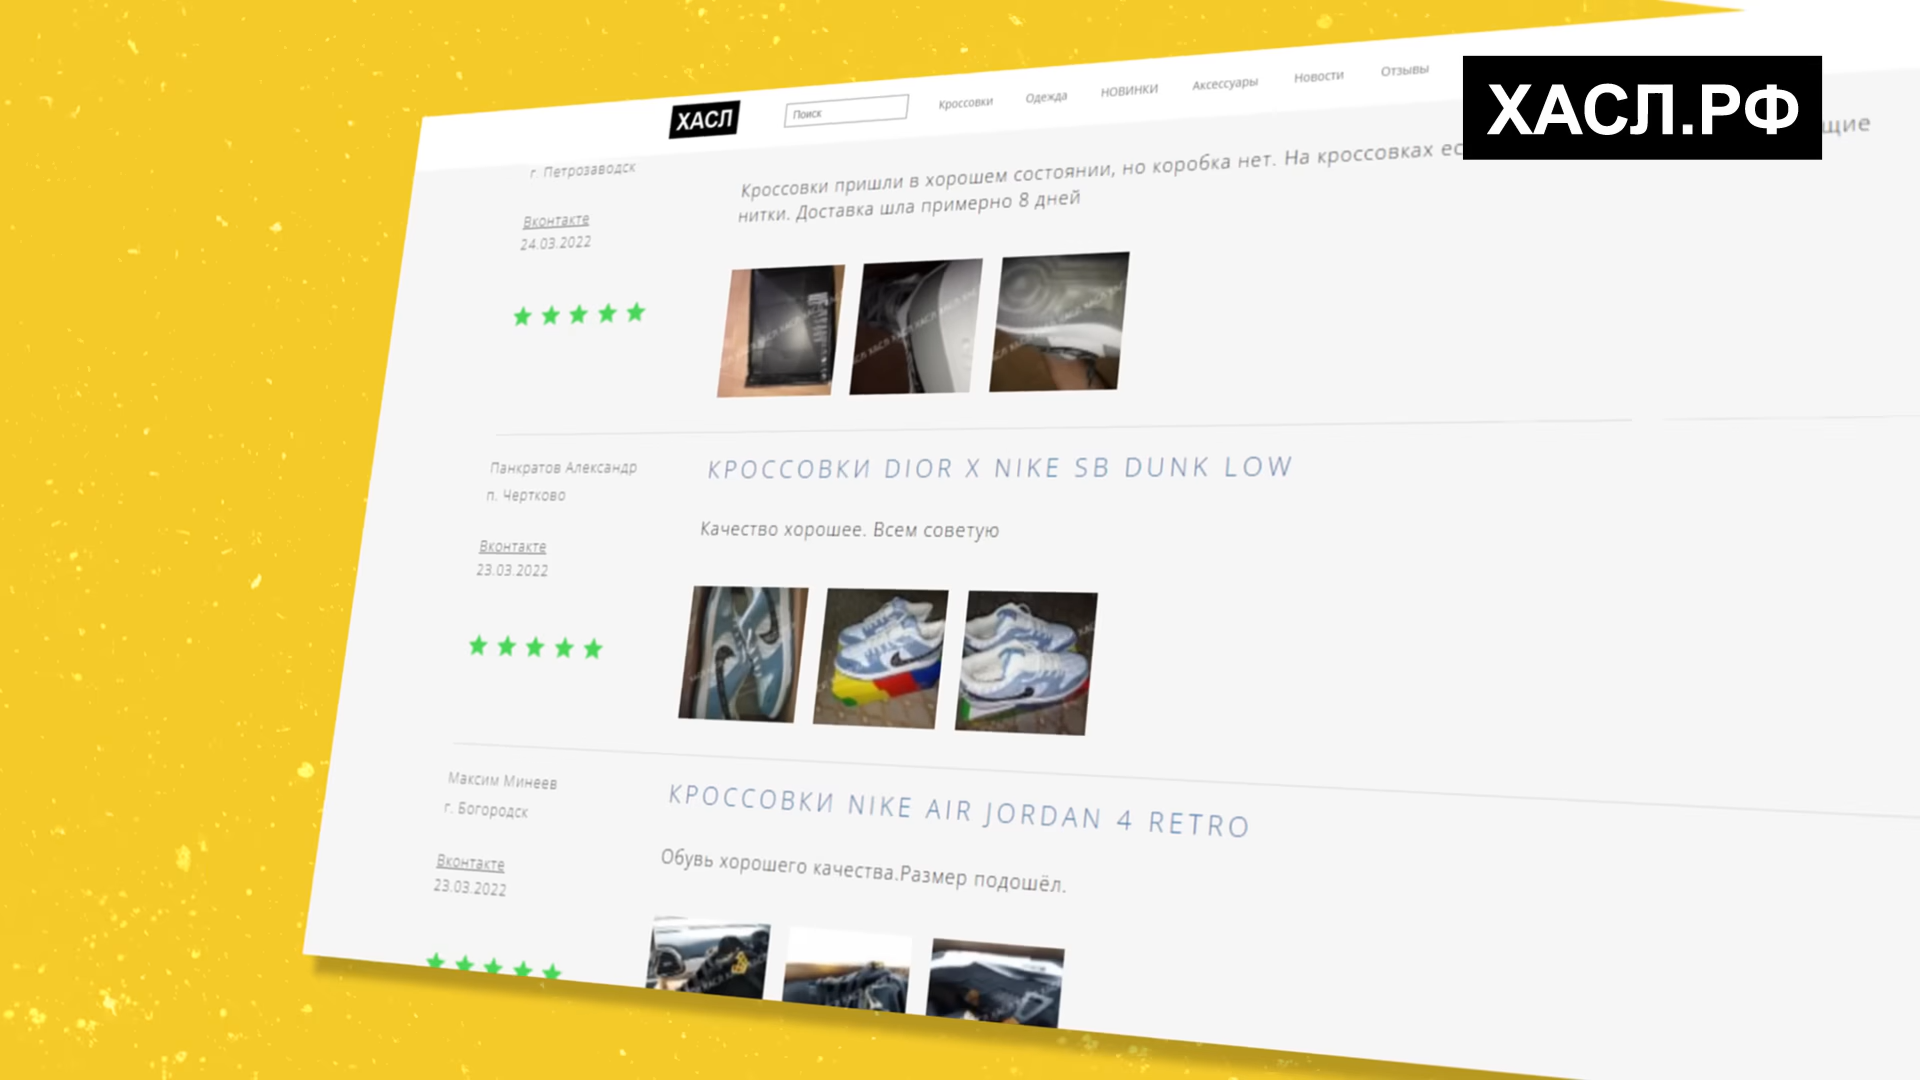 ХАСЛ.РФ
ХАСЛ
Поиск
Кроссовки
Одежда
НОВИНКИ
Аксессуары
Новости
Отзывы
г. Петрозаводск
Вконтакте
24.03.2022
Кроссовки пришли в хорошем состоянии, но коробка нет. На кроссовках ес щие
нитки. Доставка шла примерно 8 дней
Панкратов Александр
п. Чертково
Вконтакте
23.03.2022
КРОССОВКИ DIOR X NIKE SB DUNK LOW
Качество хорошее. Всем советую
Максим Минеев
г. Богородск
Вконтакте
23.03.2022
КРОССОВКИ NIKE AIR JORDAN 4 RETRO
Обувь хорошего качества.Размер подошёл.